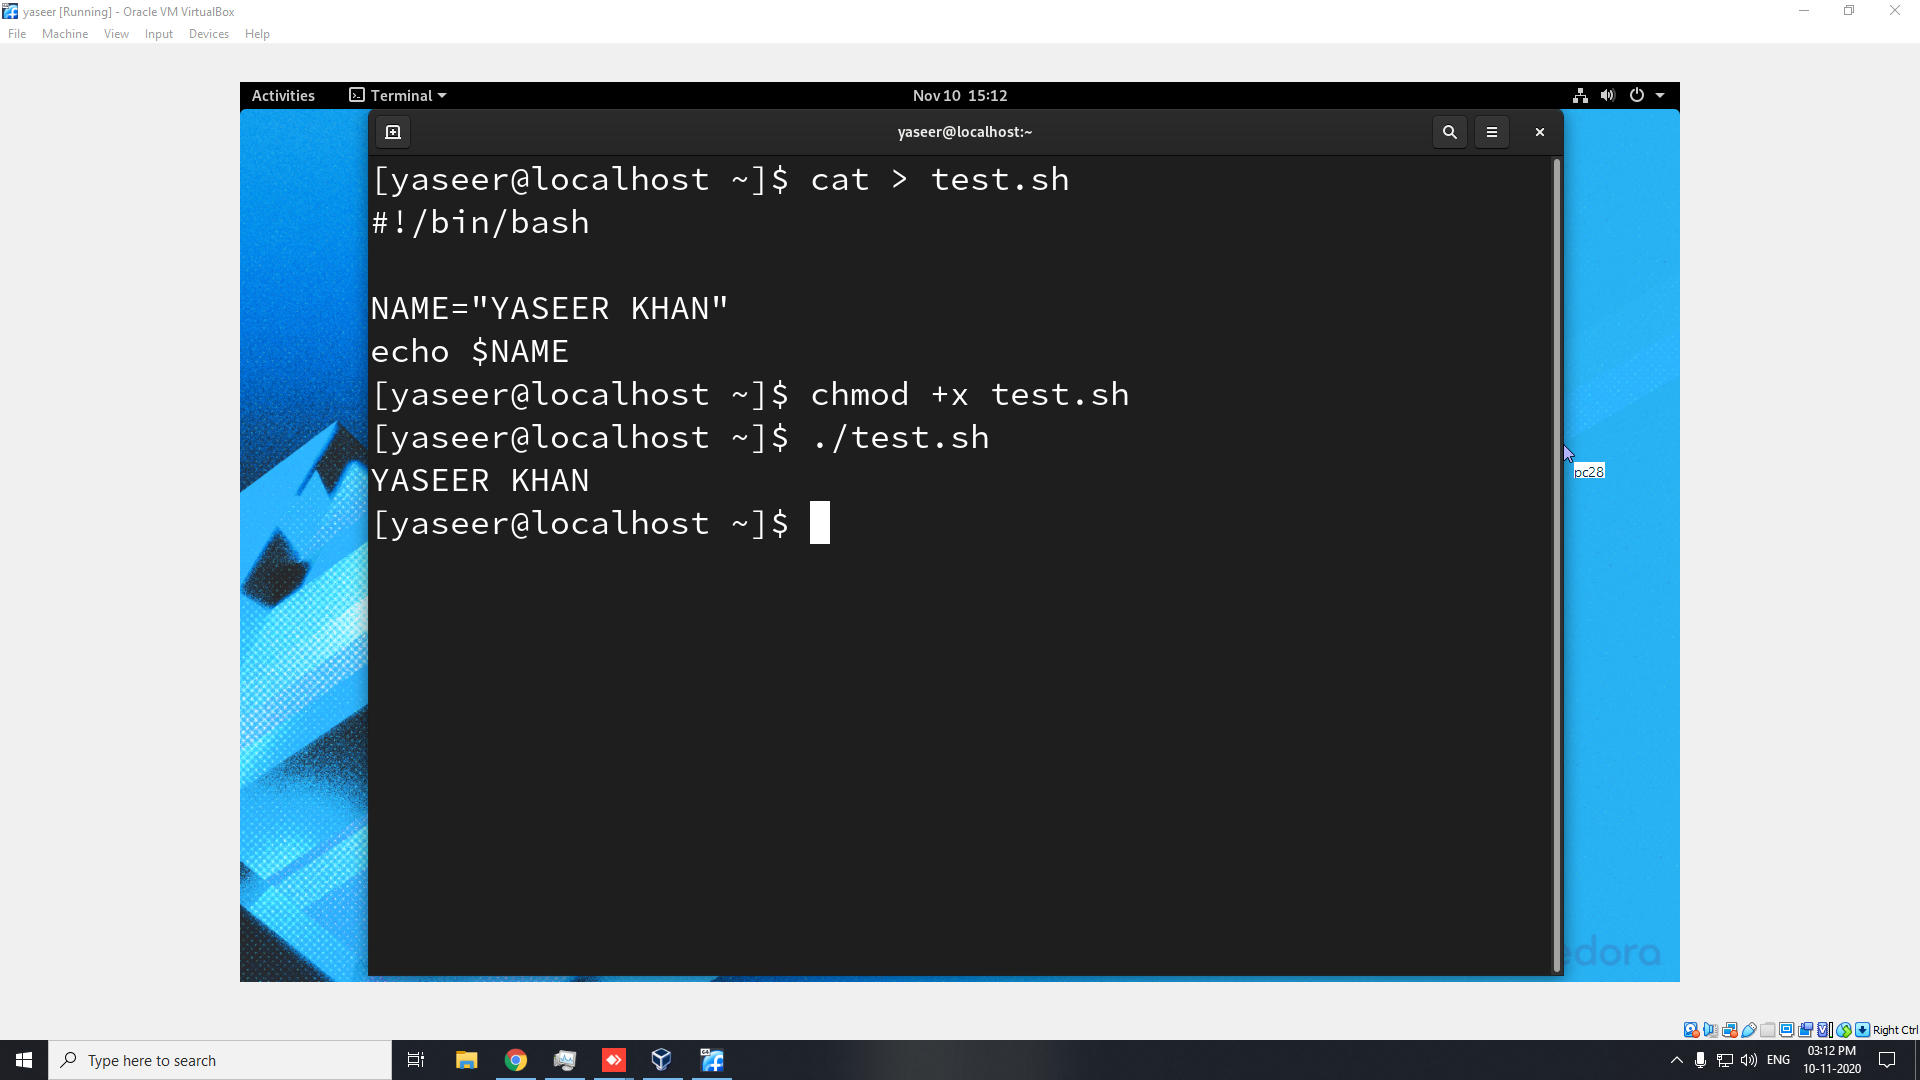 yaseer [Running] - Oracle VM VirtualBox
File Machine View Input Devices Help
Activities Terminal Nov 10 15:12
yaseer@localhost:~
[yaseer@localhost ~]$ cat > test.sh
#!/bin/bash
NAME="YASEER KHAN"
echo $NAME
[yaseer@localhost ~]$ chmod +x test.sh
[yaseer@localhost ~]$ ./test.sh
YASEER KHAN
[yaseer@localhost ~]$
pc28
edora
Right Ctrl
Type here to search
ENG
03:12 PM
10-11-2020